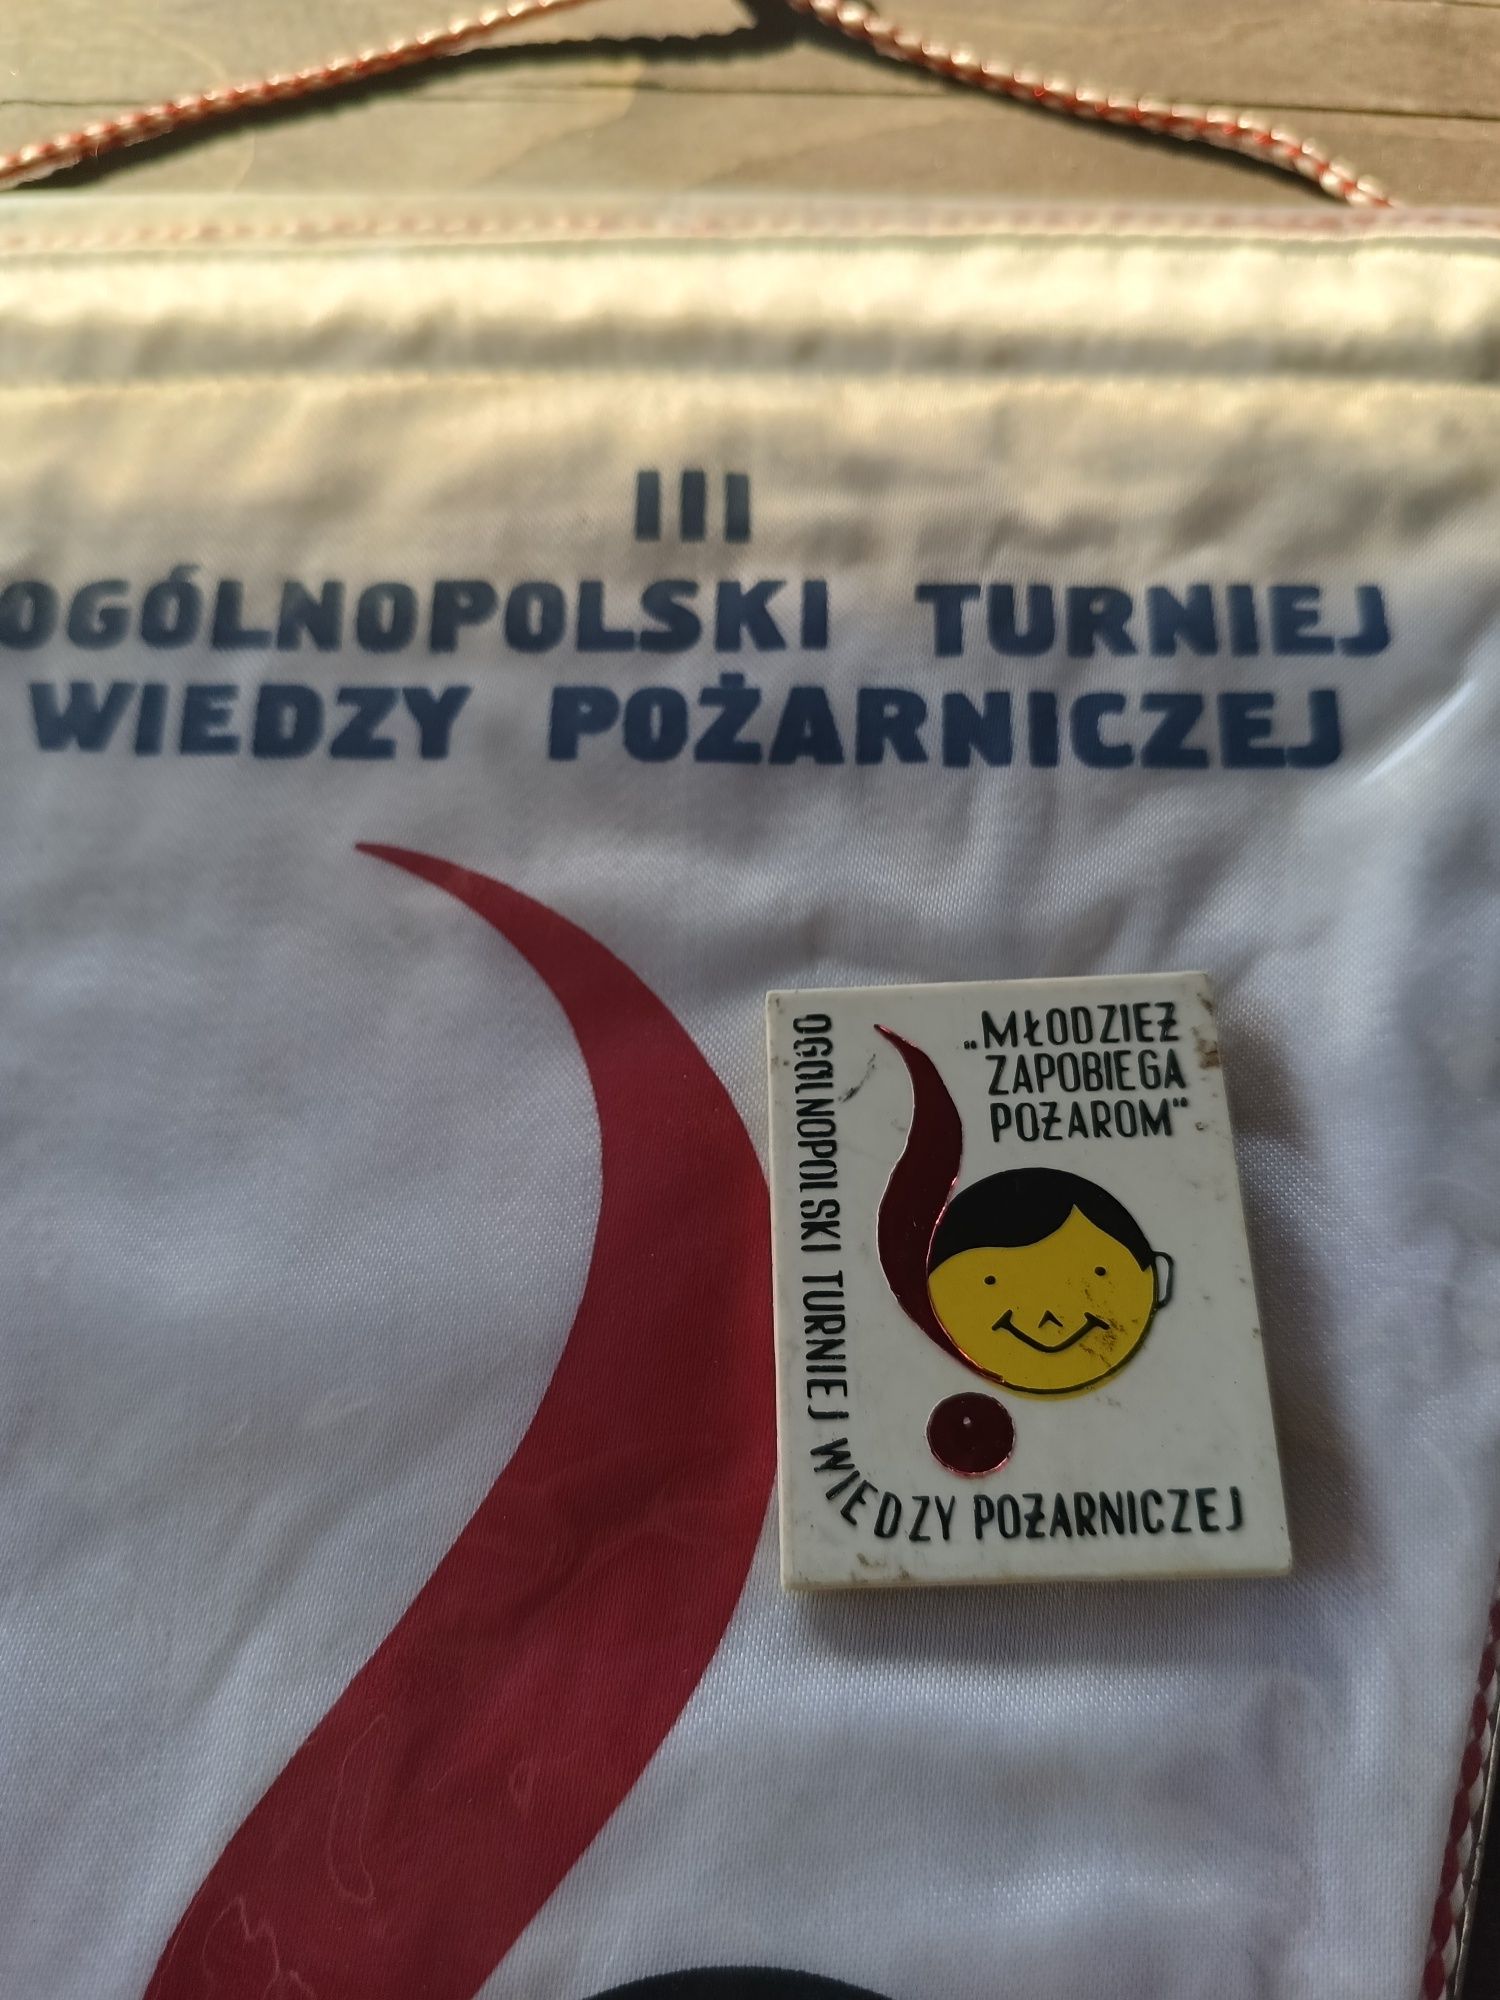 III
OGÓLNOPOLSKI TURNIEJ
WIEDZY POŻARNICZEJ
„MŁODZIEŻ
ZAPOBIEGA
POŻAROM"
OGÓLNOPOLSKI TURNIEJ WIEDZY POŻARNICZEJ